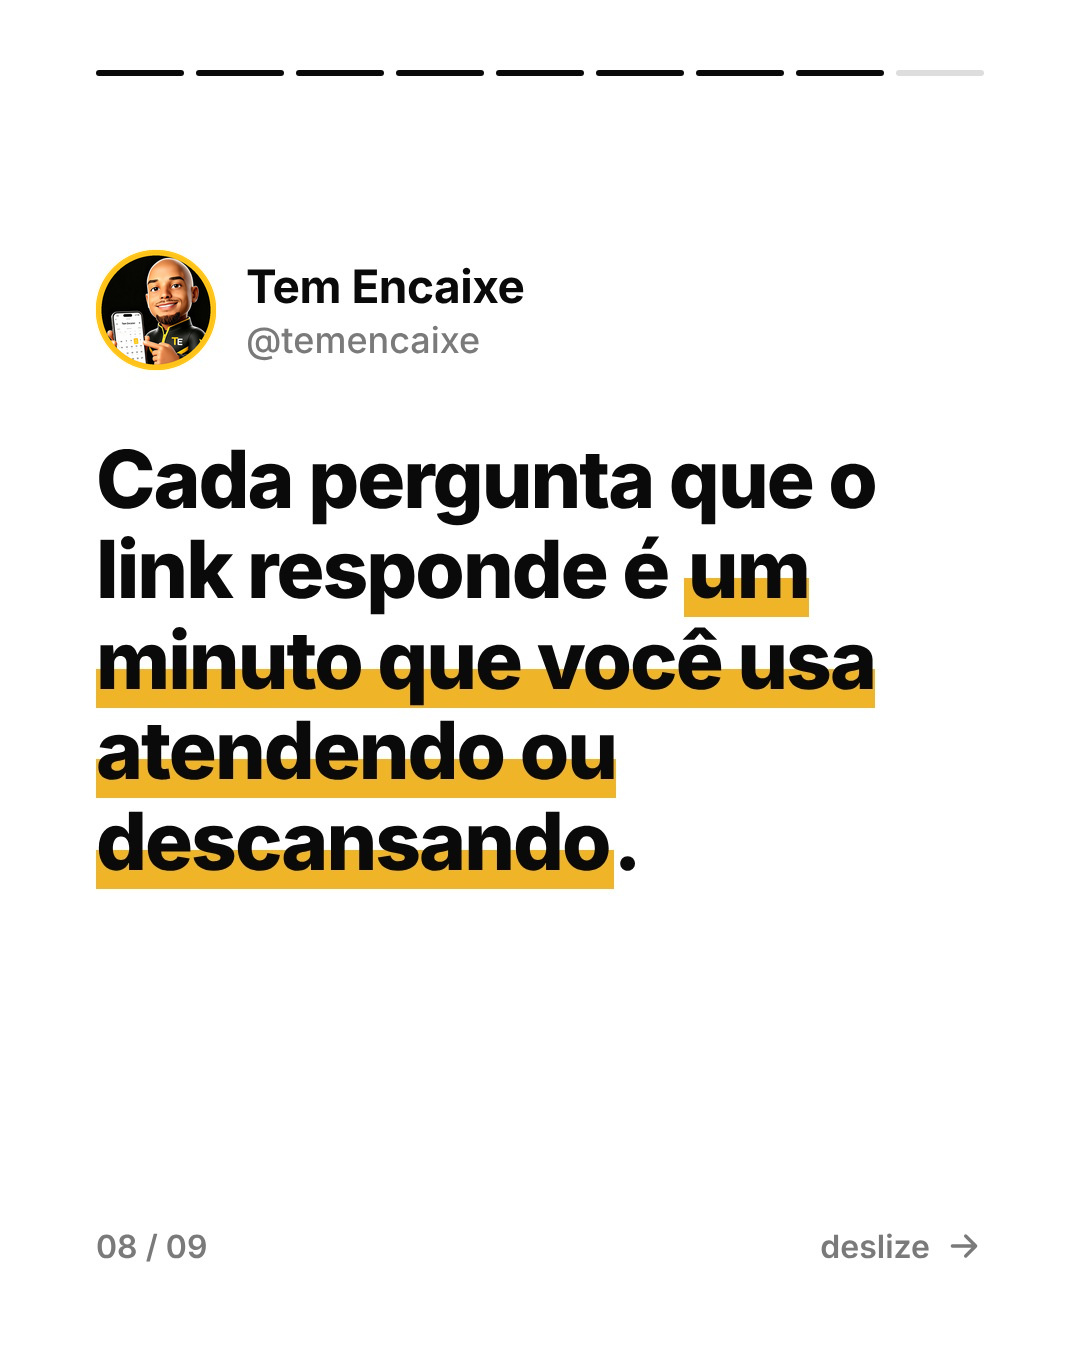 Tem Encaixe
@temencaixe
TE
Cada pergunta que o
link responde é um
minuto que você usa
atendendo ou
descansando.
08 / 09
deslize →